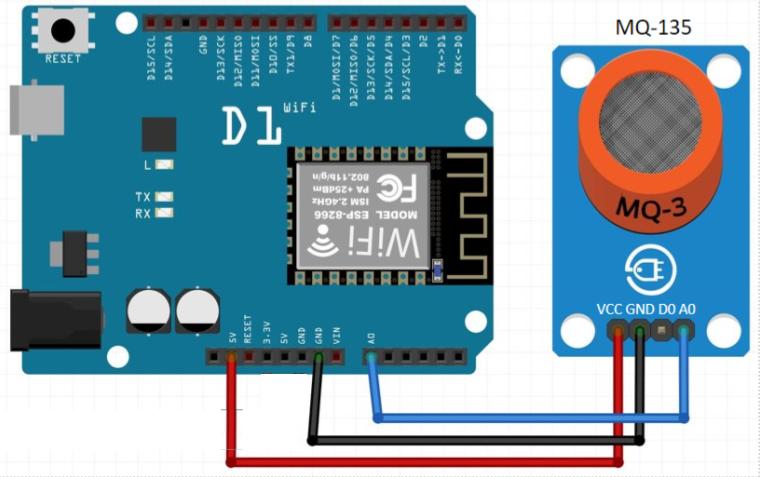 MQ-135
RESET
D15/SCL
D14/SDA
GND
D13/SCK
D12/MISO
D11/MOSI
D10/SS
TX1/D9
D8
D1/MOSI/D7
D12/MISO/D6
D13/SCK/D5
D14/SDA/D4
D15/SCL/D3
D2
TX->D1
RX<-D0
D1 WiFi
L
TX
RX
WiFi
MODEL ESP-8266
ISM 2.4GHz
PA +25dBm
802.11b/g/n
FC
MQ-3
VCC GND D0 A0
5V
RESET
3.3V
5V
GND
GND
VIN
A0